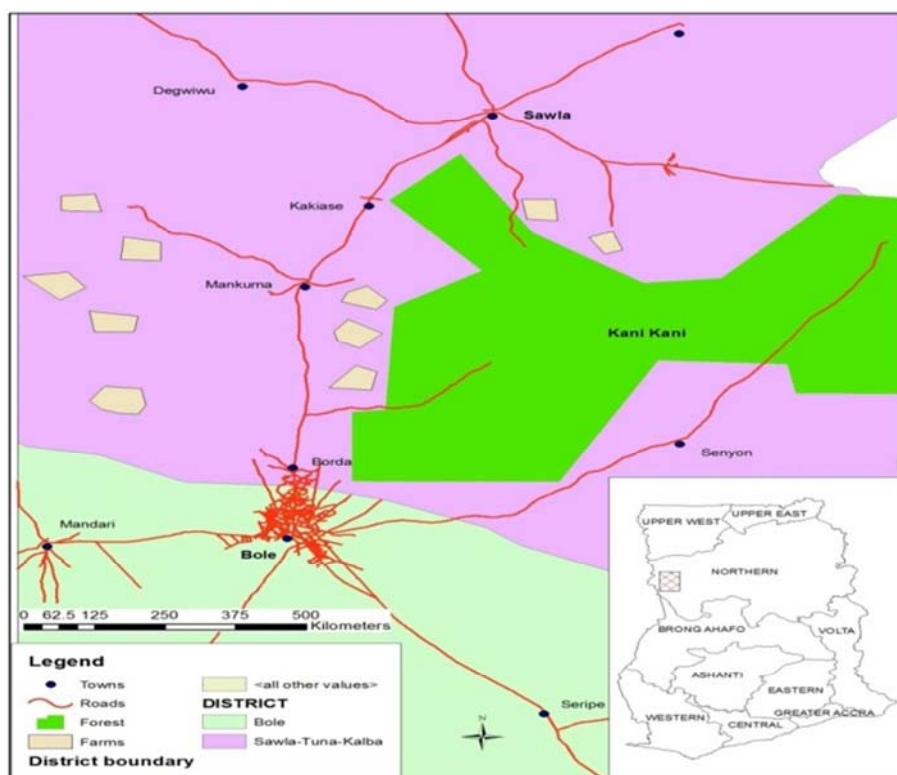 Degwiwu
Sawla
Kakiase
Mankuma
Kani Kani
Borda
Senyon
Mandari
Bole
0 62.5 125 250 375 500
Kilometers
Seripe
N
Legend
Towns
Roads
Forest
Farms
District boundary
<all other values>
DISTRICT
Bole
Sawla-Tuna-Kalba
UPPER WEST
UPPER EAST
NORTHERN
BRONG AHAFO
VOLTA
ASHANTI
EASTERN
GREATER ACCRA
WESTERN
CENTRAL